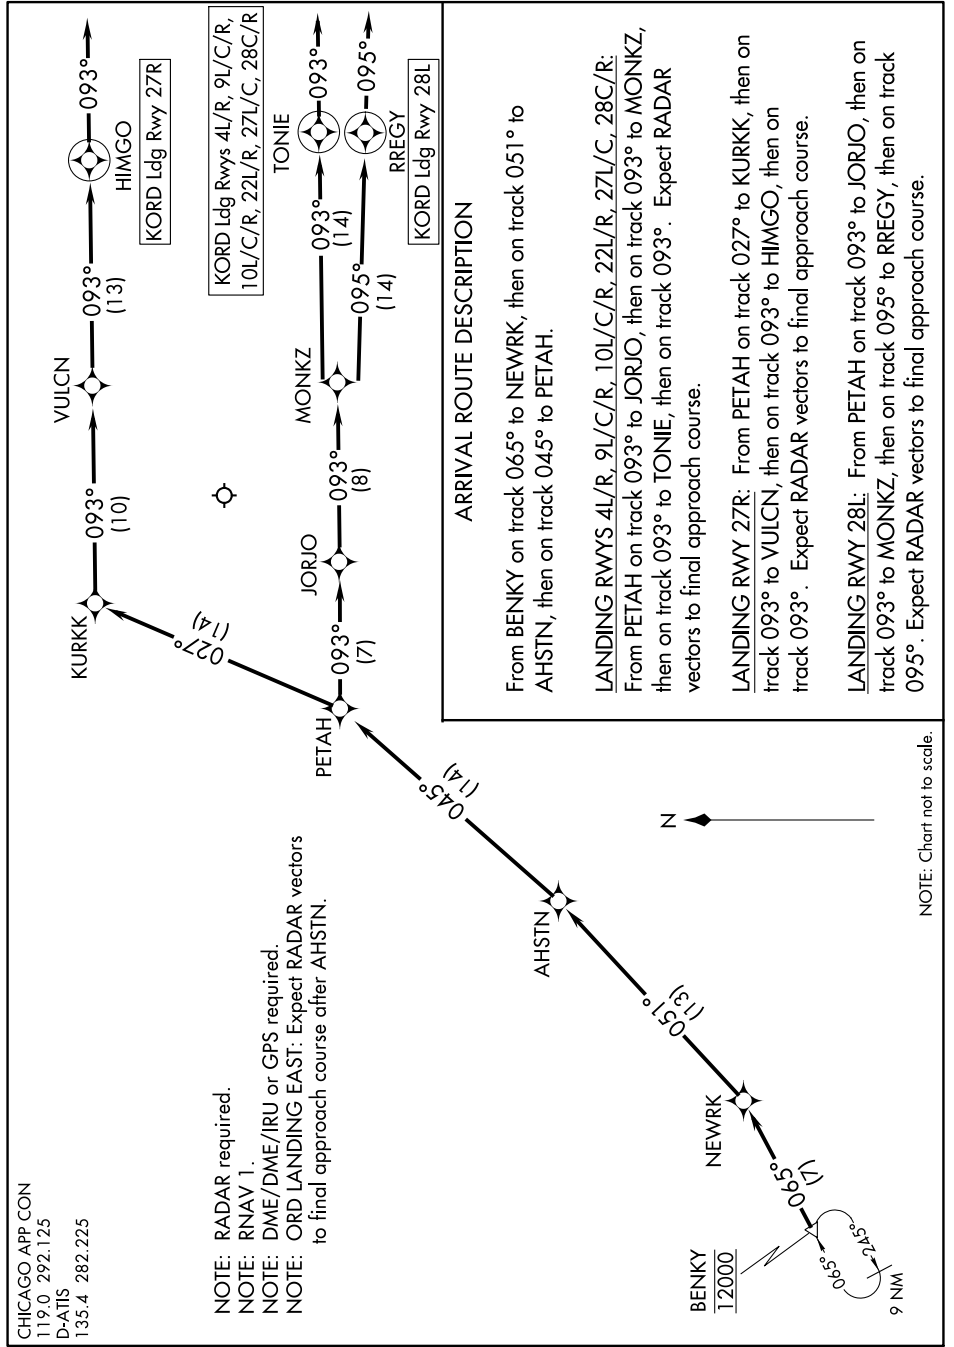 CHICAGO APP CON
119.0 292.125
D-ATIS
135.4 282.225
NOTE: RADAR required.
NOTE: RNAV 1.
NOTE: DME/DME/IRU or GPS required.
NOTE: ORD LANDING EAST: Expect RADAR vectors
to final approach course after AHSTN.
BENKY
12000
065°
245°
9 NM
065°
(7)
NEWRK
051°
(13)
AHSTN
045°
(14)
PETAH
027°
(14)
KURKK
093°
(10)
VULCN
093°
(13)
HIMGO
093°
KORD Ldg Rwy 27R
093°
(7)
JORJO
093°
(8)
MONKZ
093°
(14)
095°
(14)
KORD Ldg Rwys 4L/R, 9L/C/R,
10L/C/R, 22L/R, 27L/C, 28C/R
TONIE
093°
RREGY
095°
KORD Ldg Rwy 28L
N
NOTE: Chart not to scale.
ARRIVAL ROUTE DESCRIPTION
From BENKY on track 065° to NEWRK, then on track 051° to
AHSTN, then on track 045° to PETAH.
LANDING RWYS 4L/R, 9L/C/R, 10L/C/R, 22L/R, 27L/C, 28C/R:
From PETAH on track 093° to JORJO, then on track 093° to MONKZ,
then on track 093° to TONIE, then on track 093°. Expect RADAR
vectors to final approach course.
LANDING RWY 27R: From PETAH on track 027° to KURKK, then on
track 093° to VULCN, then on track 093° to HIMGO, then on
track 093°. Expect RADAR vectors to final approach course.
LANDING RWY 28L: From PETAH on track 093° to JORJO, then on
track 093° to MONKZ, then on track 095° to RREGY, then on track
095°. Expect RADAR vectors to final approach course.